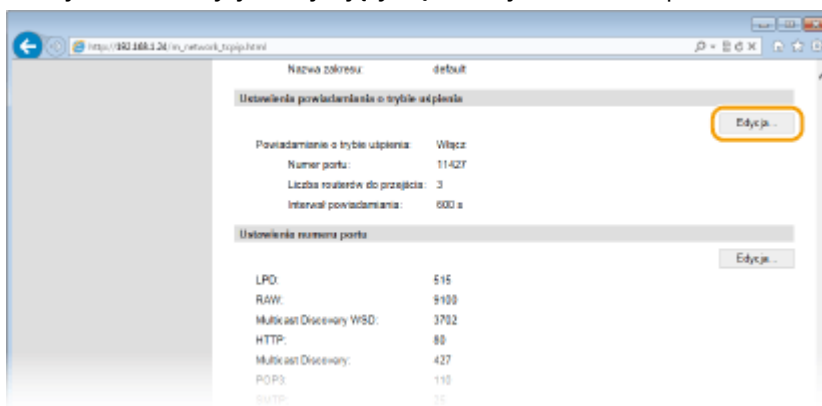 http://192.168.1.24/m_network_tcpip.html
Nazwa zakresu: default
Ustawienia powiadamiania o trybie uśpienia
Edycja...
Powiadamianie o trybie uśpienia: Włącz
Numer portu: 11427
Liczba routerów do przejścia: 3
Interwał powiadamiania: 600 s
Ustawienia numeru portu
Edycja...
LPD: 515
RAW: 9100
Multicast Discovery WSD: 3702
HTTP: 80
Multicast Discovery: 427
POP3: 110
SMTP: 25